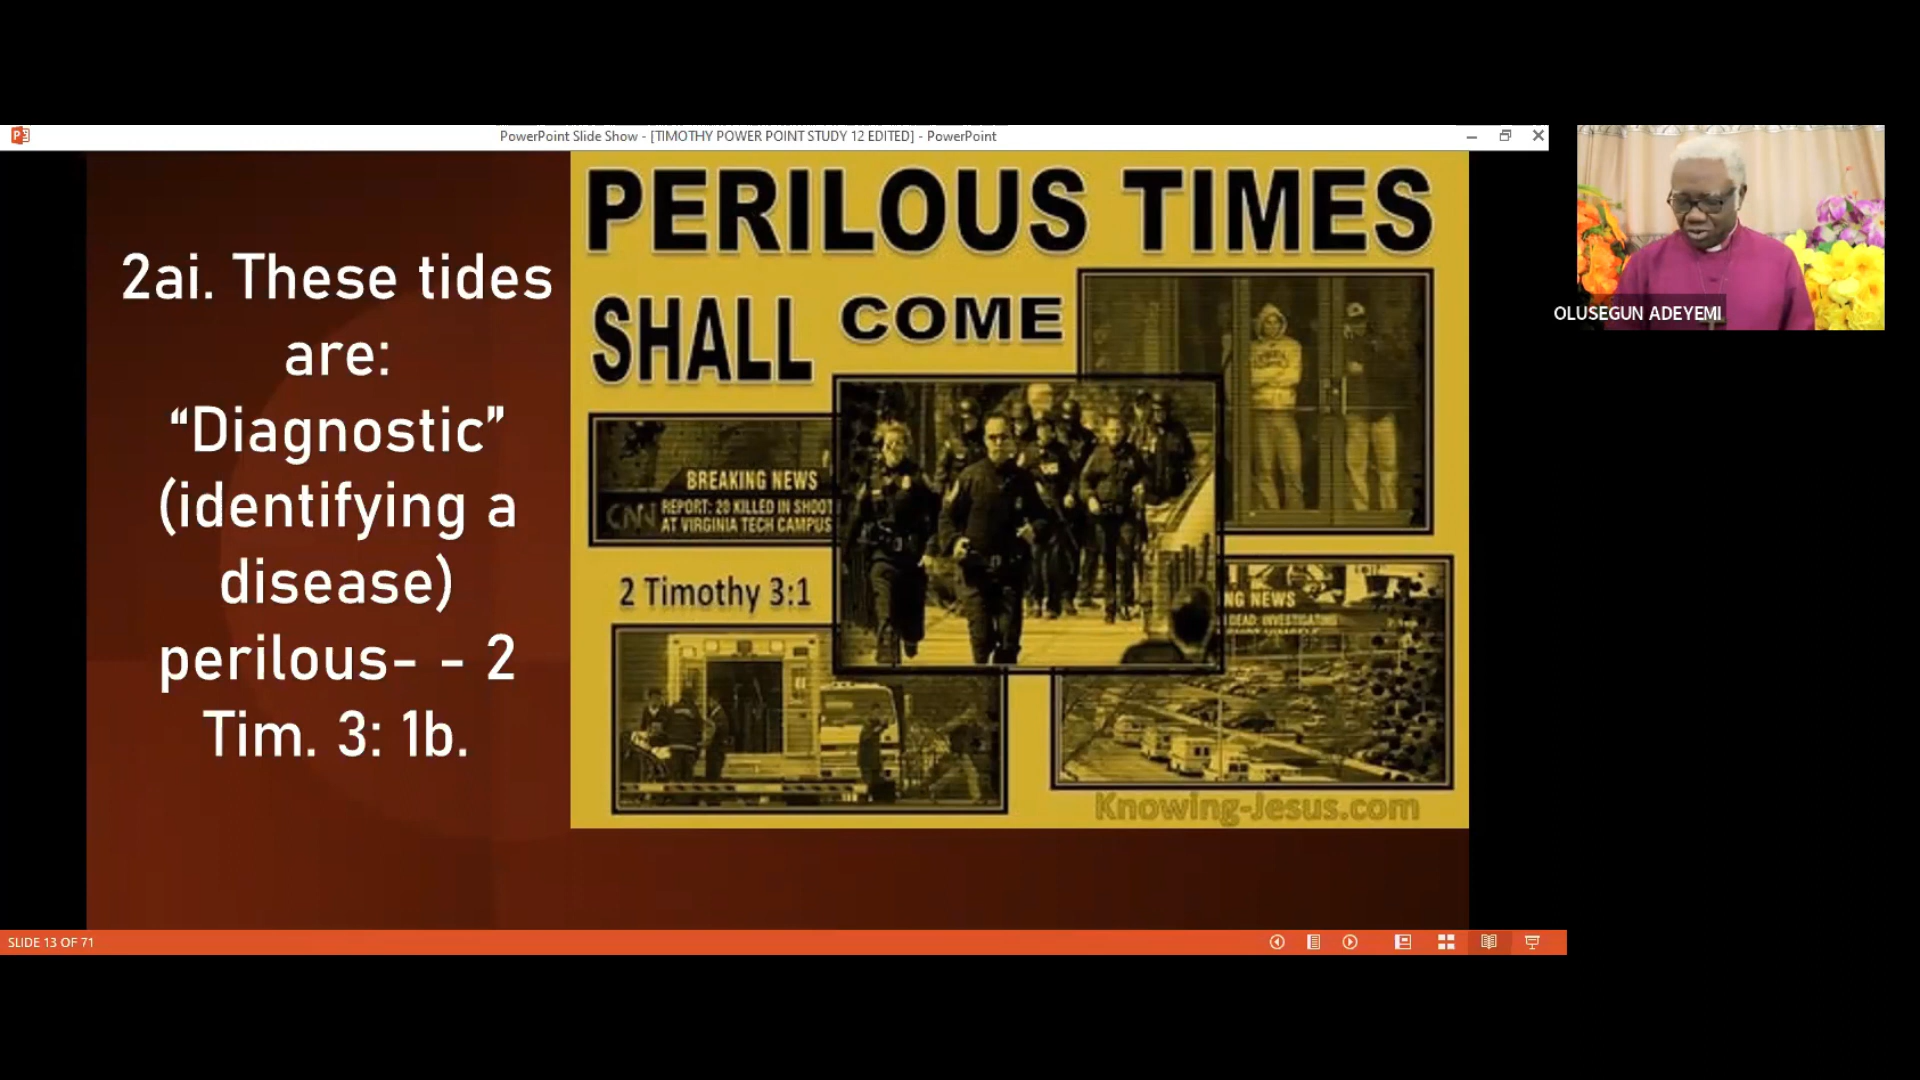 PowerPoint Slide Show - [TIMOTHY POWER POINT STUDY 12 EDITED] - PowerPoint
2ai. These tides
are:
“Diagnostic”
(identifying a
disease)
perilous- - 2
Tim. 3: 1b.
PERILOUS TIMES
SHALL COME
BREAKING NEWS
CNN
REPORT: 20 KILLED IN SHOOT
AT VIRGINIA TECH CAMPUS
2 Timothy 3:1
NG NEWS
DEAD: INVESTIGATING
Knowing-Jesus.com
OLUSEGUN ADEYEMI
SLIDE 13 OF 71